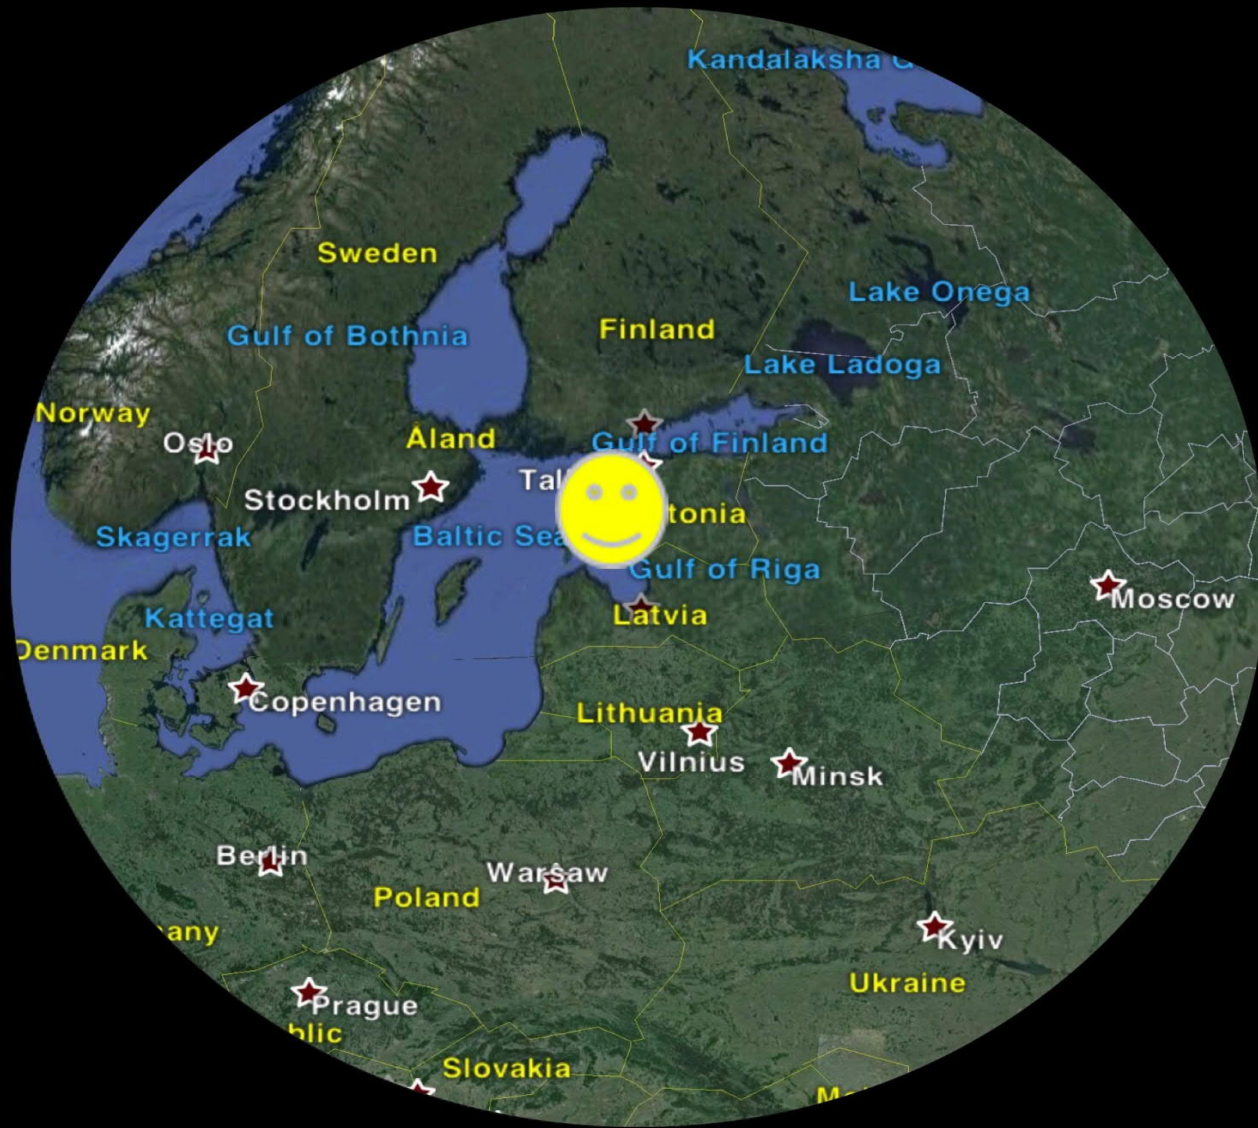 Kandalaksha G
Sweden
Lake Onega
Gulf of Bothnia
Finland
Lake Ladoga
Norway
Oslo
Åland
Gulf of Finland
Tal
Stockholm
tonia
Skagerrak
Baltic Sea
Gulf of Riga
Moscow
Kattegat
Latvia
Denmark
Copenhagen
Lithuania
Vilnius
Minsk
Berlin
Warsaw
Poland
any
Kyiv
Ukraine
Prague
blic
Slovakia